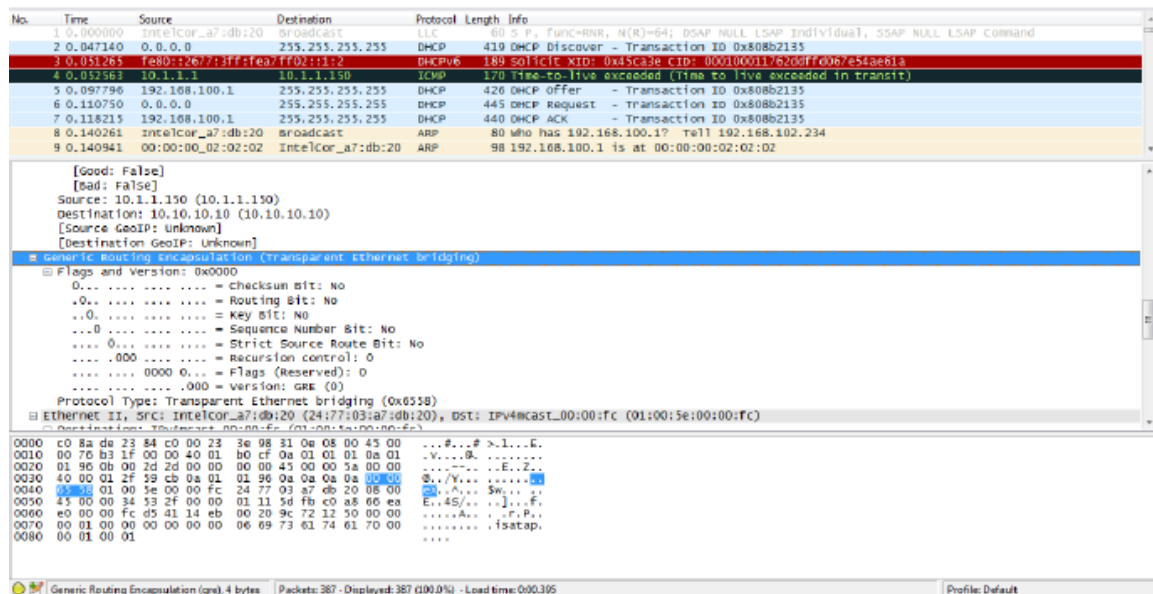 No. Time Source Destination Protocol Length Info
1 0.000000 IntelCor_a7:db:20 Broadcast LLC 60 S P, func=RNR, N(R)=64; DSAP NULL LSAP Individual, SSAP NULL LSAP Command
2 0.047140 0.0.0.0 255.255.255.255 DHCP 419 DHCP Discover - Transaction ID 0x808b2135
3 0.051265 fe80::2677:3ff:fea7 ff02::1:2 DHCPv6 189 Solicit XID: 0x45ca3e CID: 000100011762ddffd067e54ae61a
4 0.052563 10.1.1.1 10.1.1.150 ICMP 170 Time-to-live exceeded (Time to live exceeded in transit)
5 0.097796 192.168.100.1 255.255.255.255 DHCP 426 DHCP Offer - Transaction ID 0x808b2135
6 0.110750 0.0.0.0 255.255.255.255 DHCP 445 DHCP Request - Transaction ID 0x808b2135
7 0.118215 192.168.100.1 255.255.255.255 DHCP 440 DHCP ACK - Transaction ID 0x808b2135
8 0.140261 IntelCor_a7:db:20 Broadcast ARP 80 Who has 192.168.100.1? Tell 192.168.102.234
9 0.140941 00:00:00_02:02:02 IntelCor_a7:db:20 ARP 98 192.168.100.1 is at 00:00:00:02:02:02
[Good: False]
[Bad: False]
Source: 10.1.1.150 (10.1.1.150)
Destination: 10.10.10.10 (10.10.10.10)
[Source GeoIP: Unknown]
[Destination GeoIP: Unknown]
Generic Routing Encapsulation (Transparent Ethernet bridging)
Flags and Version: 0x0000
0... .... .... .... = Checksum Bit: No
.0.. .... .... .... = Routing Bit: No
..0. .... .... .... = Key Bit: No
...0 .... .... .... = Sequence Number Bit: No
.... 0... .... .... = Strict Source Route Bit: No
.... .000 .... .... = Recursion control: 0
.... .... 0000 0... = Flags (Reserved): 0
.... .... .... .000 = Version: GRE (0)
Protocol Type: Transparent Ethernet bridging (0x6558)
Ethernet II, Src: IntelCor_a7:db:20 (24:77:03:a7:db:20), Dst: IPv4mcast_00:00:fc (01:00:5e:00:00:fc)
Destination: IPv4mcast_00:00:fc (01:00:5e:00:00:fc)
0000 c0 8a de 23 84 c0 00 23 3e 98 31 0e 08 00 45 00 ...#...# >.1...E.
0010 00 76 b3 1f 00 00 40 01 b0 cf 0a 01 01 01 0a 01 .v....@. ........
0020 01 96 0b 00 2d 2d 00 00 00 00 45 00 00 5a 00 00 ....--.. ..E..Z..
0030 40 00 01 2f 59 cb 0a 01 01 96 0a 0a 0a 0a 00 00 @../Y... ........
0040 65 58 01 00 5e 00 00 fc 24 77 03 a7 db 20 08 00 eX..^... $w... ..
0050 45 00 00 34 53 2f 00 00 01 11 5d fb c0 a8 66 ea E..4S/.. ..]...f.
0060 e0 00 00 fc d5 41 14 eb 00 20 9c 72 12 50 00 00 .....A.. . .r.P..
0070 00 01 00 00 00 00 00 00 06 69 73 61 74 61 70 00 ........ .isatap.
0080 00 01 00 01 ....
Generic Routing Encapsulation (gre), 4 bytes Packets: 387 - Displayed: 387 (100.0%) - Load time: 0:00.395 Profile: Default